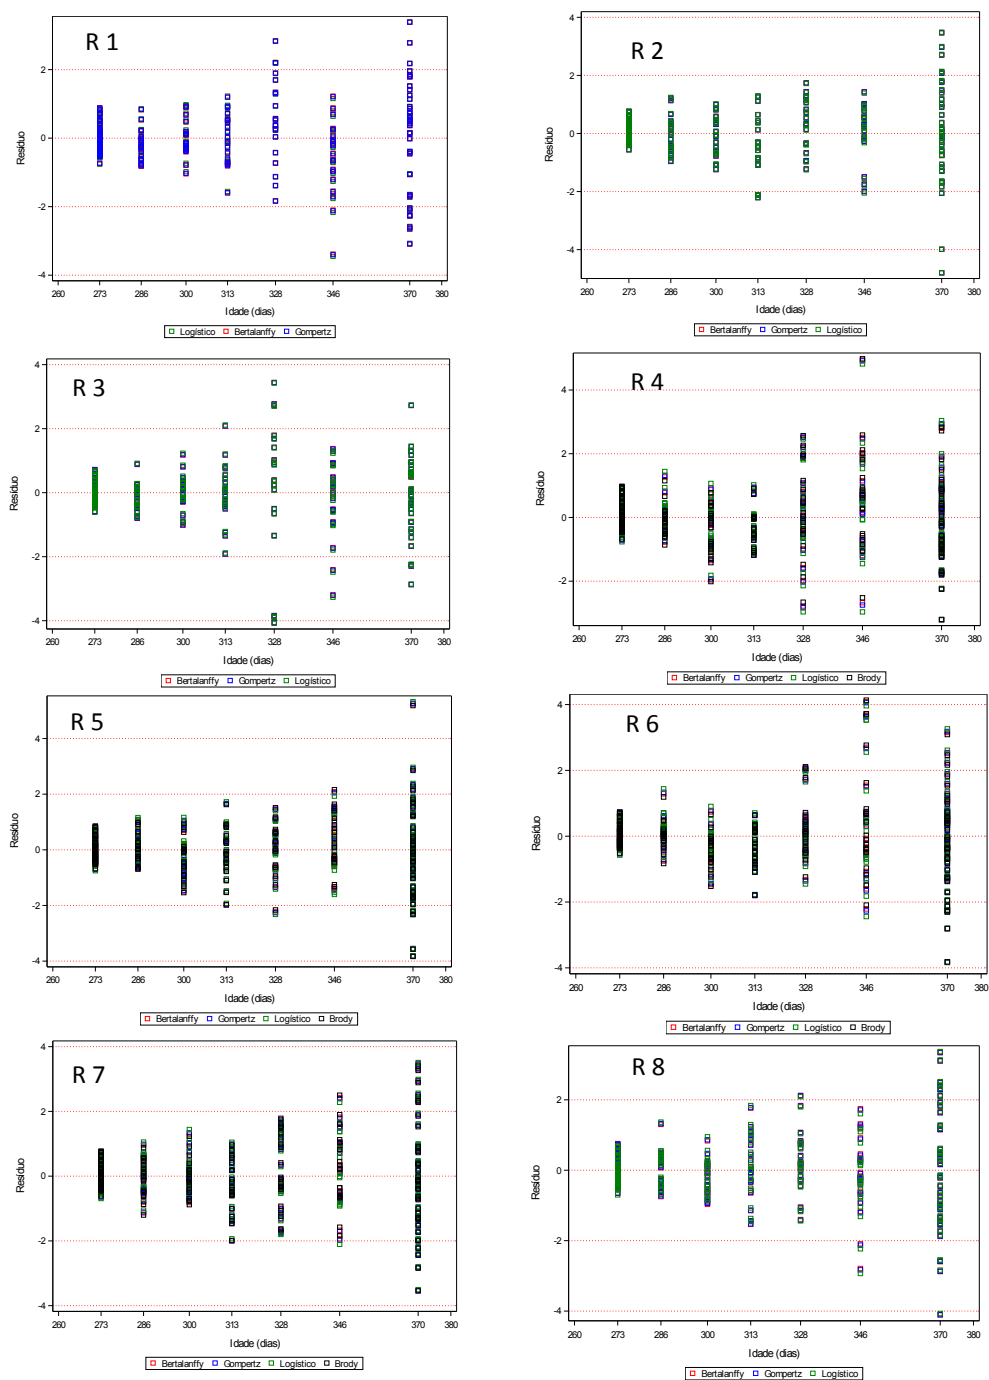 R 1
Resíduo
2
0
-2
-4
260 273 286 300 313 328 346 370 380
Idade (dias)
Logístico Bertalanffy Gompertz
R 2
Resíduo
4
2
0
-2
-4
260 273 286 300 313 328 346 370 380
Idade (dias)
Bertalanffy Gompertz Logístico
R 3
Resíduo
4
2
0
-2
-4
260 273 286 300 313 328 346 370 380
Idade (dias)
Bertalanffy Gompertz Logístico
R 4
Resíduo
4
2
0
-2
260 273 286 300 313 328 346 370 380
Idade (dias)
Bertalanffy Gompertz Logístico Brody
R 5
Resíduo
4
2
0
-2
-4
260 273 286 300 313 328 346 370 380
Idade (dias)
Bertalanffy Gompertz Logístico Brody
R 6
Resíduo
4
2
0
-2
-4
260 273 286 300 313 328 346 370 380
Idade (dias)
Bertalanffy Gompertz Logístico Brody
R 7
Resíduo
4
2
0
-2
-4
260 273 286 300 313 328 346 370 380
Idade (dias)
Bertalanffy Gompertz Logístico Brody
R 8
Resíduo
2
0
-2
-4
260 273 286 300 313 328 346 370 380
Idade (dias)
Bertalanffy Gompertz Logístico